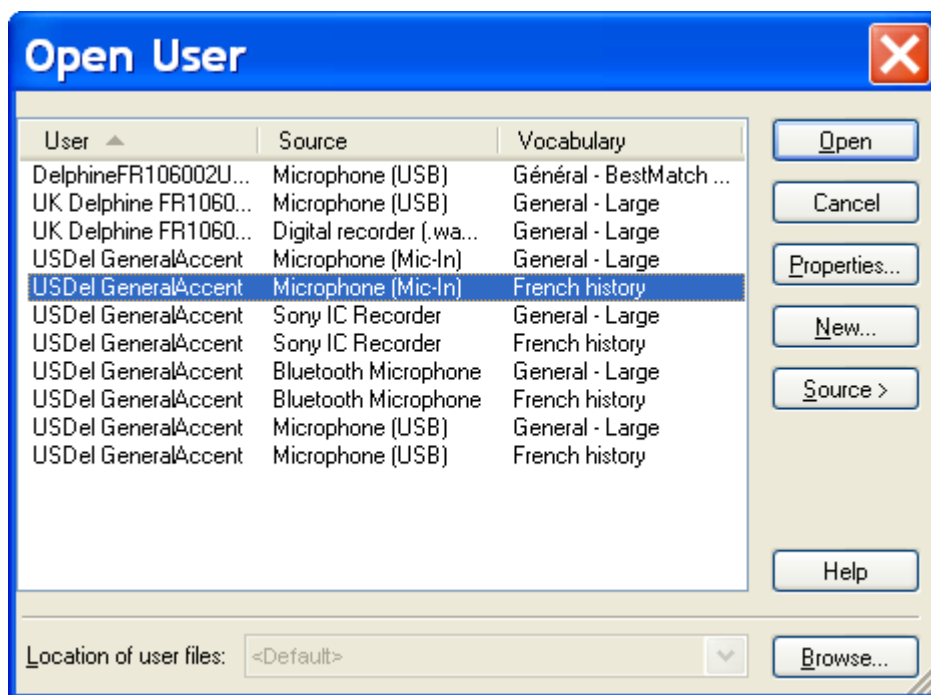 Open User
User Source Vocabulary
DelphineFR106002U... Microphone (USB) Général - BestMatch ...
UK Delphine FR1060... Microphone (USB) General - Large
UK Delphine FR1060... Digital recorder (.wa... General - Large
USDel GeneralAccent Microphone (Mic-In) General - Large
USDel GeneralAccent Microphone (Mic-In) French history
USDel GeneralAccent Sony IC Recorder General - Large
USDel GeneralAccent Sony IC Recorder French history
USDel GeneralAccent Bluetooth Microphone General - Large
USDel GeneralAccent Bluetooth Microphone French history
USDel GeneralAccent Microphone (USB) General - Large
USDel GeneralAccent Microphone (USB) French history
Open
Cancel
Properties...
New...
Source >
Help
Location of user files: <Default> Browse...